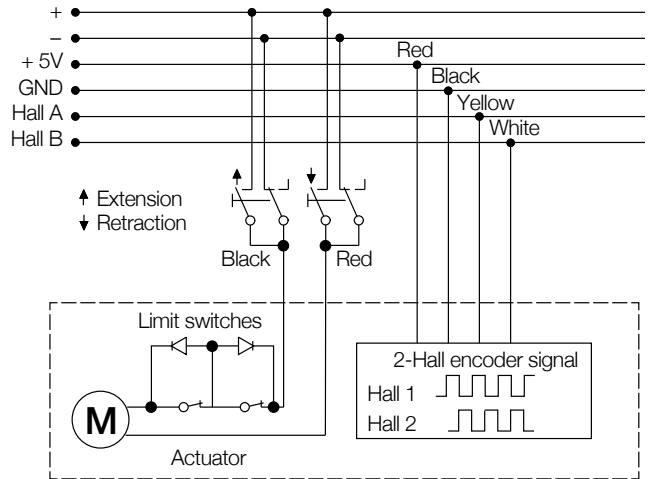 +
–
+ 5V
GND
Hall A
Hall B
Red
Black
Yellow
White
Extension
Retraction
Black
Red
Limit switches
M
Actuator
2-Hall encoder signal
Hall 1
Hall 2